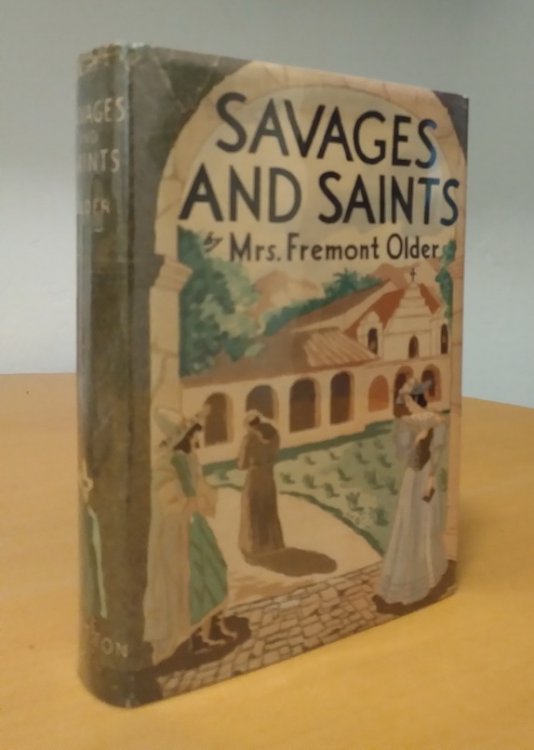 SAVAGES
AND SAINTS
by Mrs. Fremont Older
SAVAGES
AND
SAINTS
OLDER